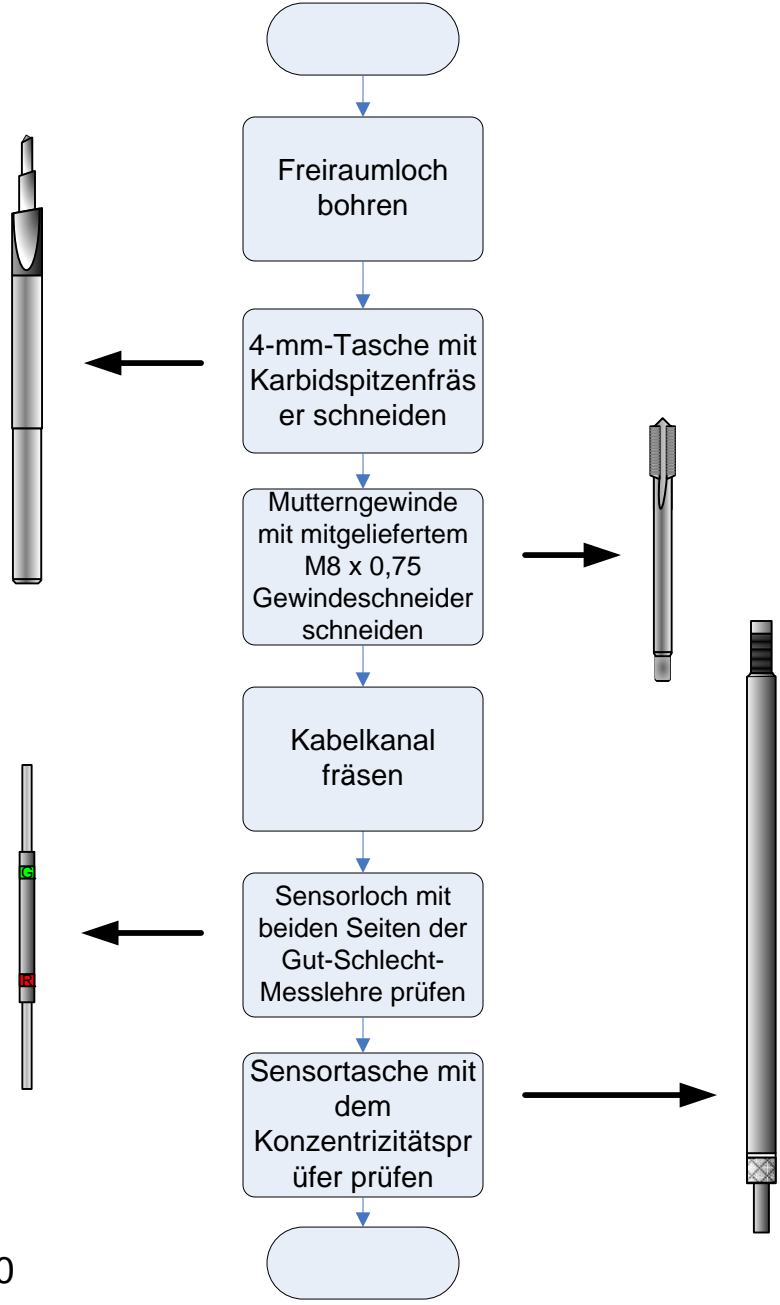 Freiraumloch
bohren
4-mm-Tasche mit
Karbidspitzenfräs
er schneiden
Mutterngewinde
mit mitgeliefertem
M8 x 0,75
Gewindeschneider
schneiden
Kabelkanal
fräsen
G
R
Sensorloch mit
beiden Seiten der
Gut-Schlecht-
Messlehre prüfen
Sensortasche mit
dem
Konzentrizitätspr
üfer prüfen
0